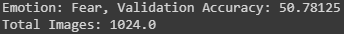 Emotion: Fear, Validation Accuracy: 50.78125
Total Images: 1024.0